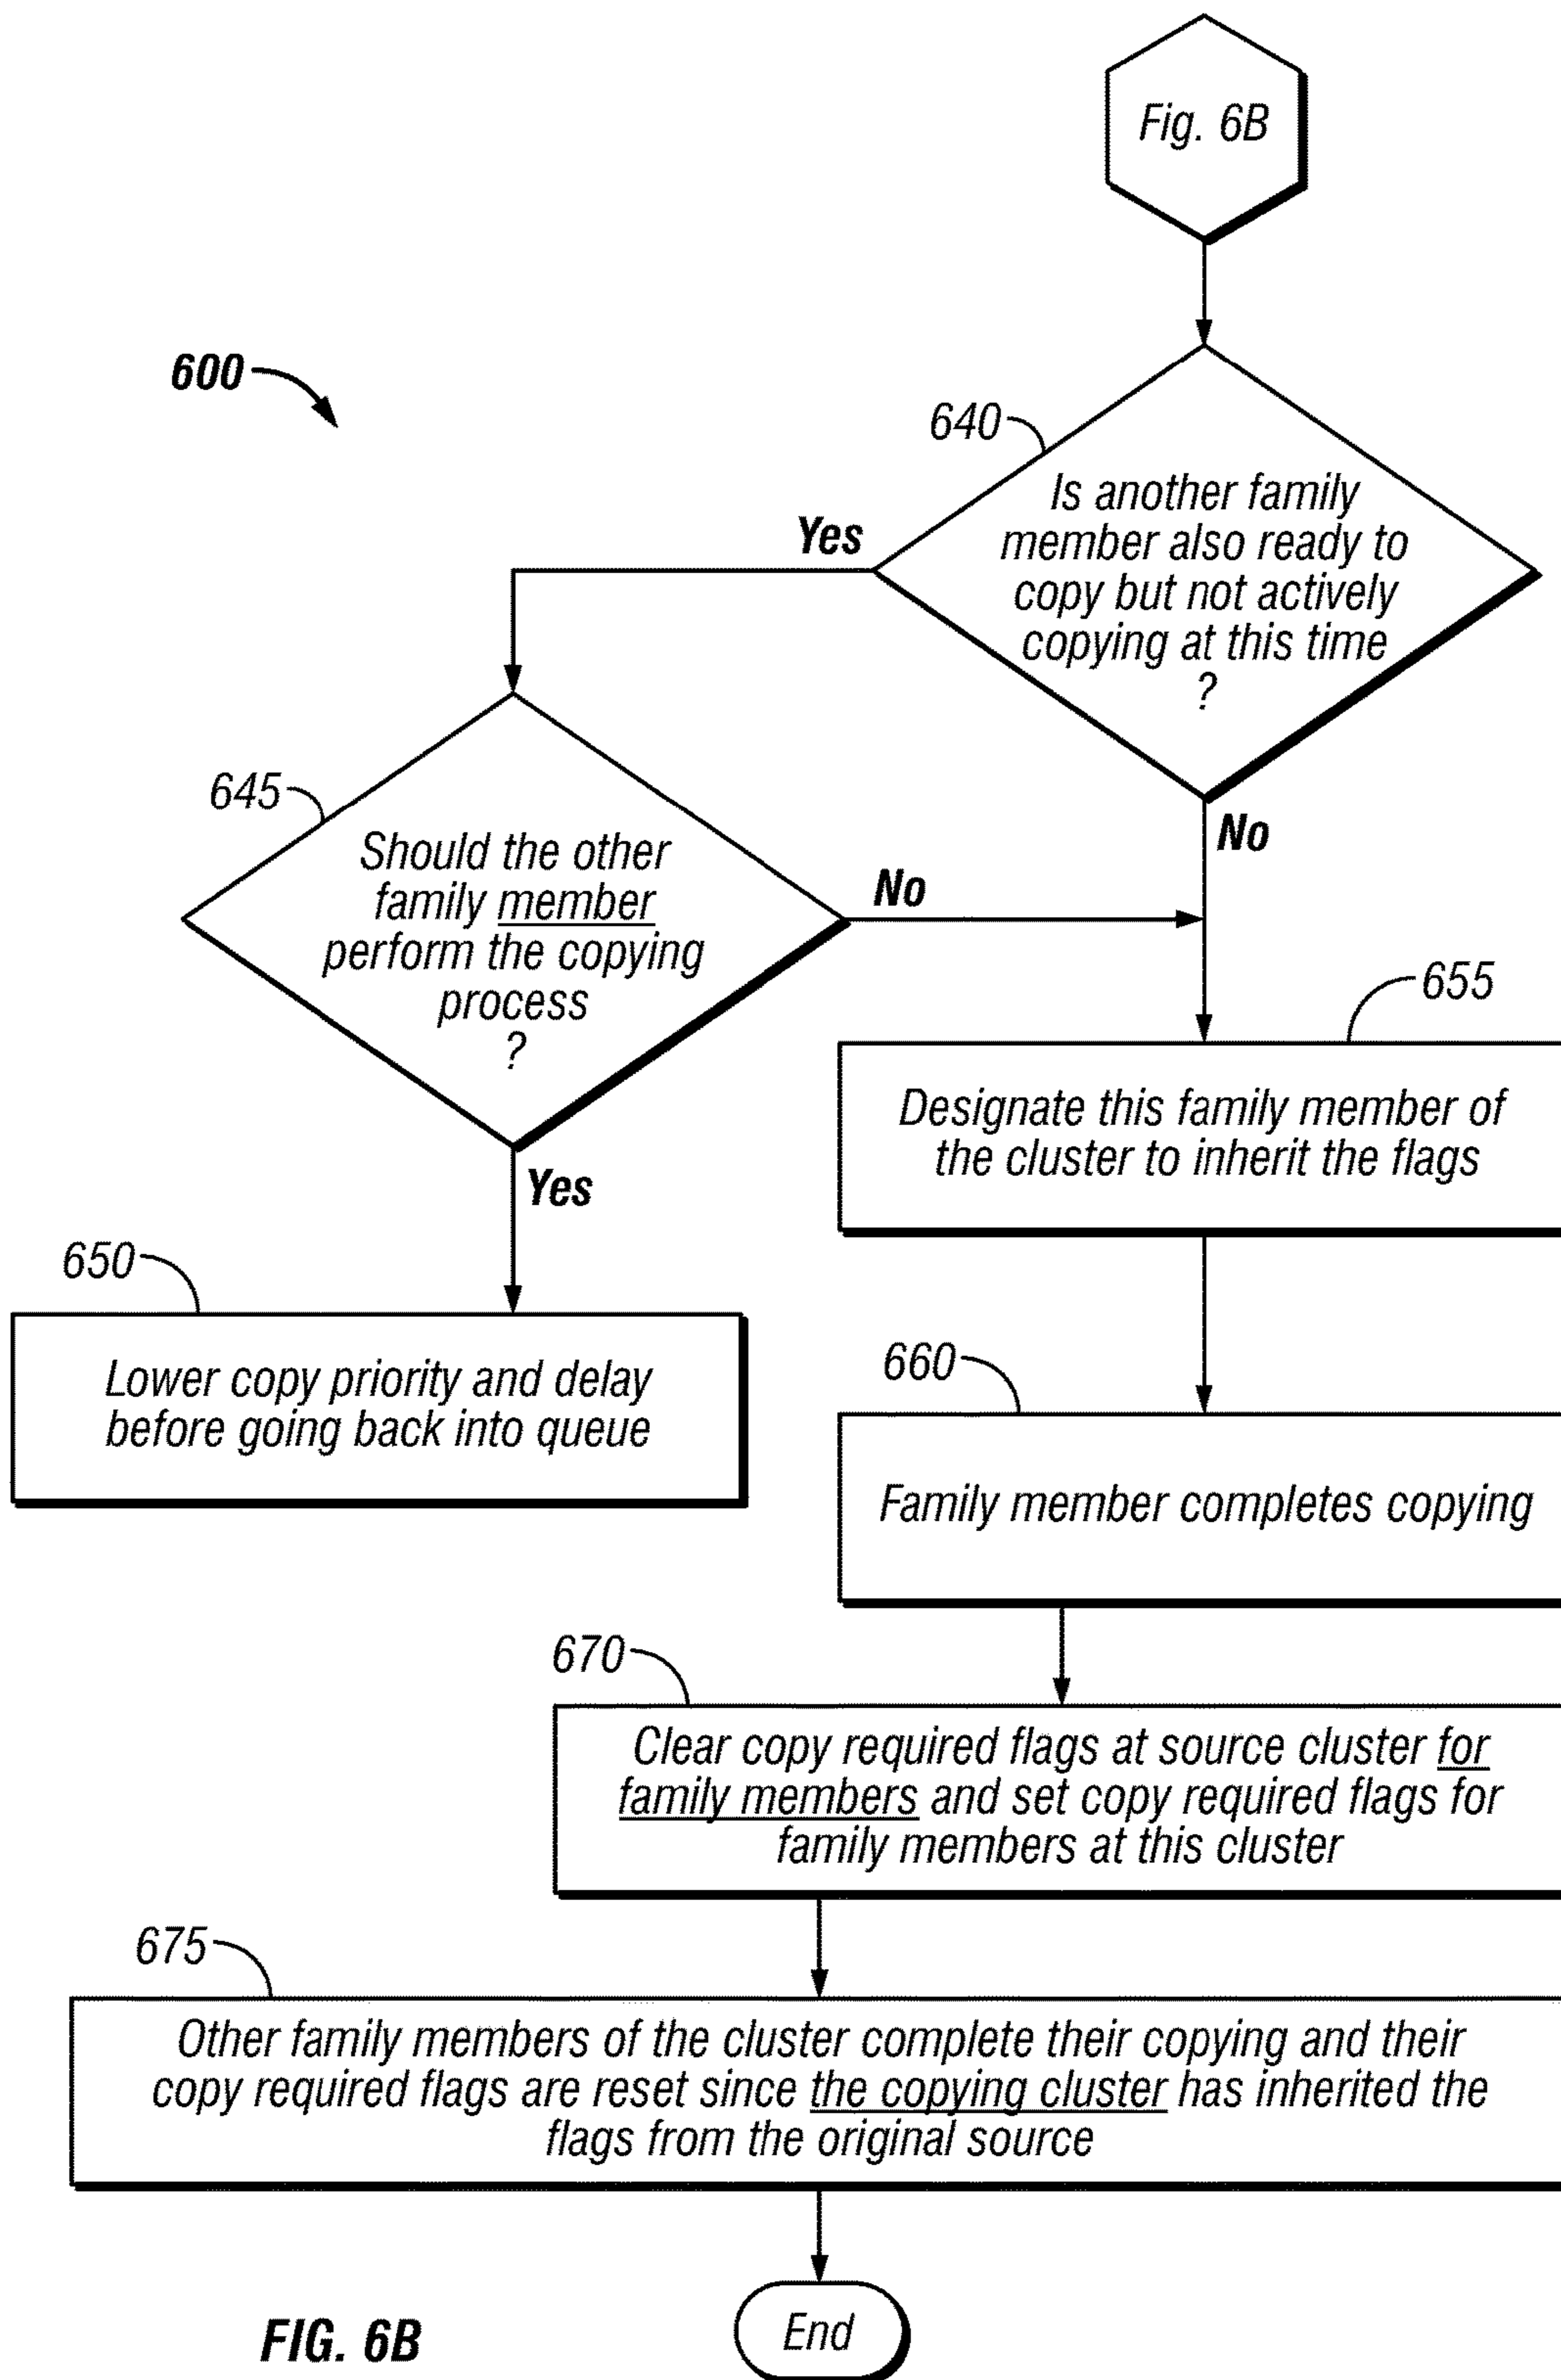 Fig. 6B
600
640
Is another family
member also ready to
copy but not actively
copying at this time
?
Yes
No
645
Should the other
family member
perform the copying
process
?
No
Yes
655
Designate this family member of
the cluster to inherit the flags
650
Lower copy priority and delay
before going back into queue
660
Family member completes copying
670
Clear copy required flags at source cluster for
family members and set copy required flags for
family members at this cluster
675
Other family members of the cluster complete their copying and their
copy required flags are reset since the copying cluster has inherited the
flags from the original source
End
FIG. 6B